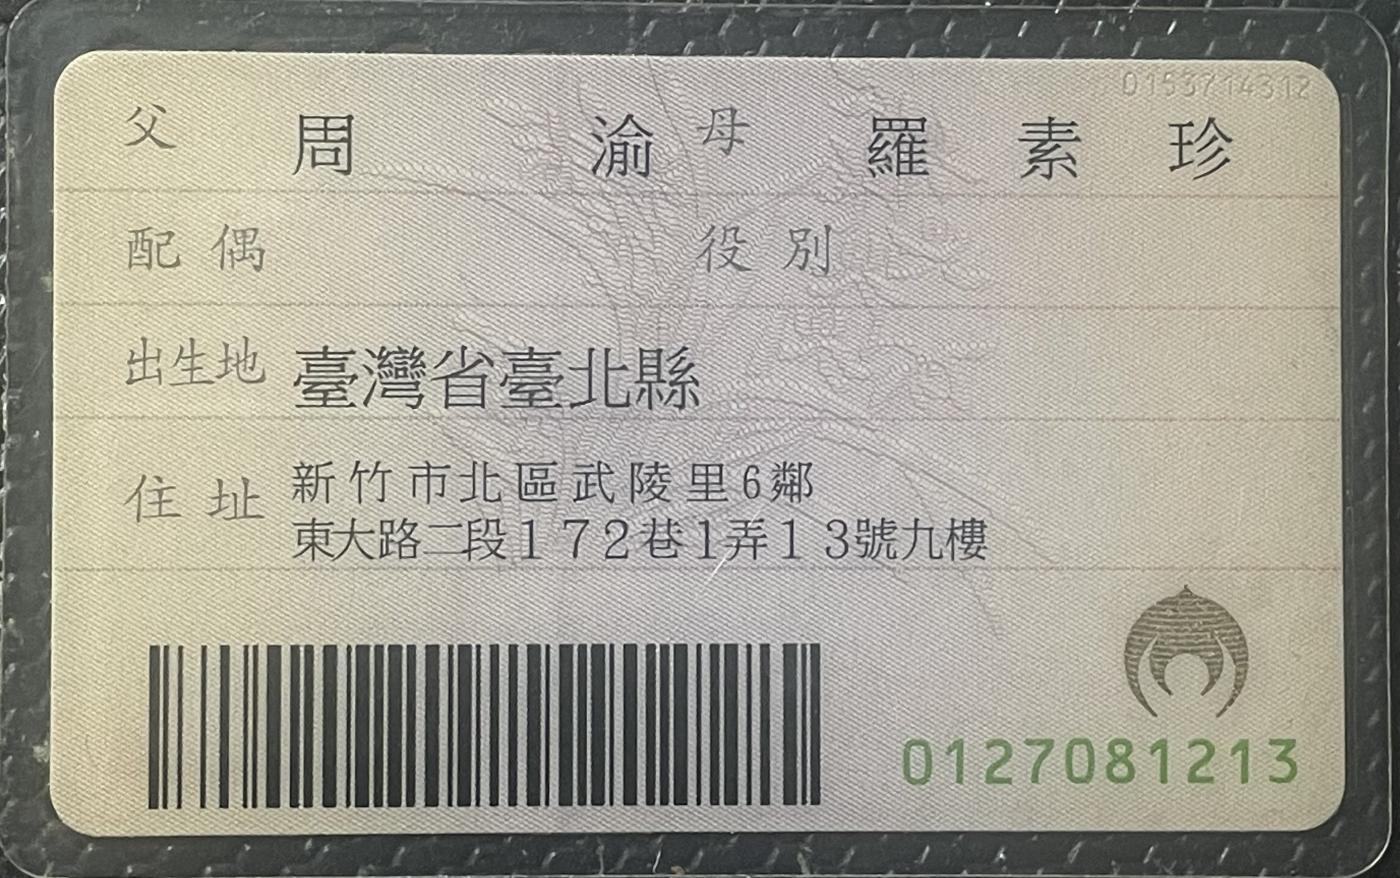 0153714312
父 周渝 母 羅素珍
配偶 役別
出生地 臺灣省臺北縣
住址 新竹市北區武陵里6鄰
東大路二段172巷1弄13號九樓
0127081213